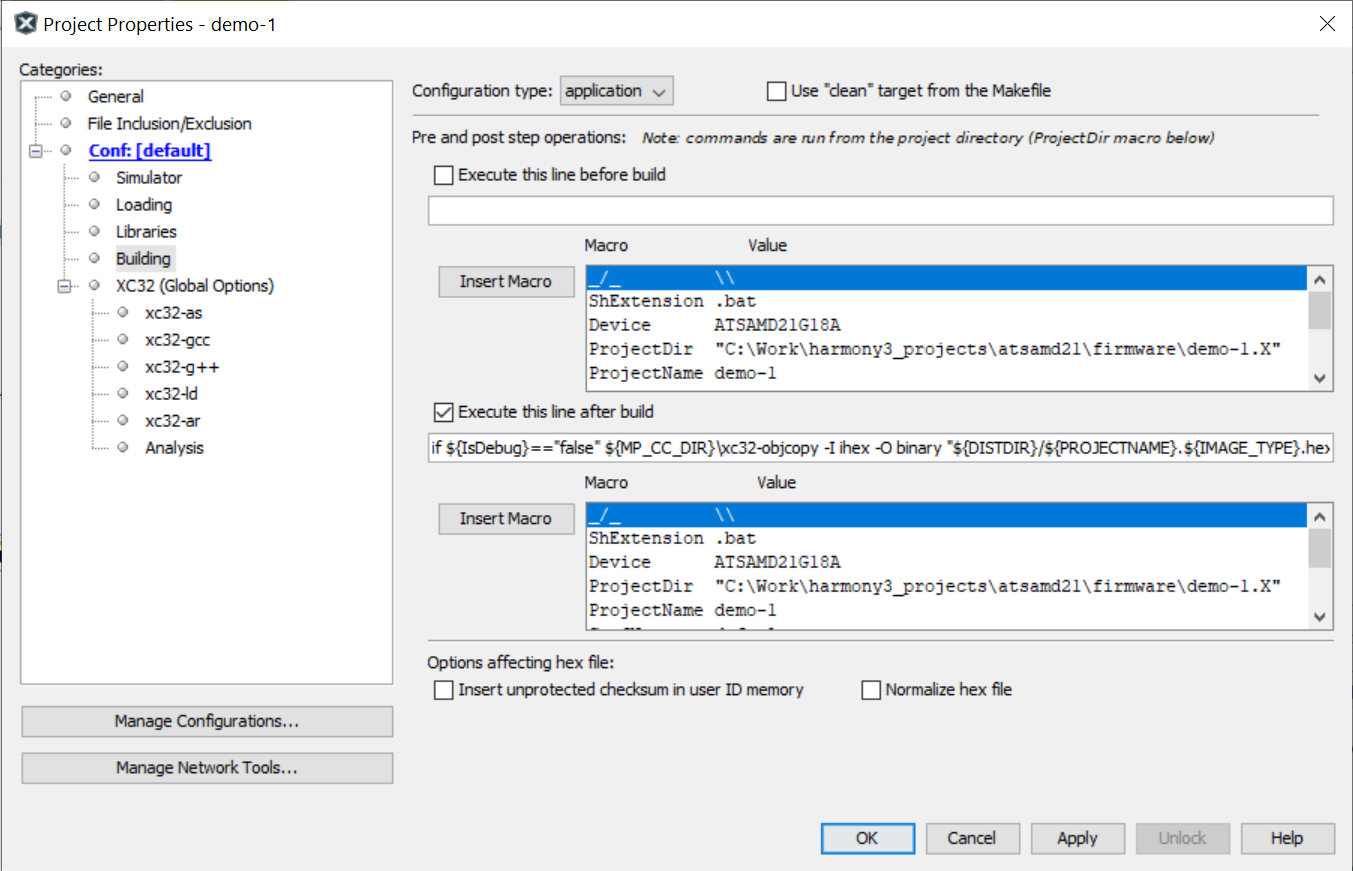 Project Properties - demo-1
Categories:
General
File Inclusion/Exclusion
Conf: [default]
Simulator
Loading
Libraries
Building
XC32 (Global Options)
xc32-as
xc32-gcc
xc32-g++
xc32-ld
xc32-ar
Analysis
Manage Configurations...
Manage Network Tools...
Configuration type: application Use "clean" target from the Makefile
Pre and post step operations: Note: commands are run from the project directory (ProjectDir macro below)
Execute this line before build
Macro Value
Insert Macro
_/_ \\
ShExtension .bat
Device ATSAMD21G18A
ProjectDir "C:\Work\harmony3_projects\atsamd21\firmware\demo-1.X"
ProjectName demo-1
Execute this line after build
if ${IsDebug}=="false" ${MP_CC_DIR}\xc32-objcopy -I ihex -O binary "${DISTDIR}/${PROJECTNAME}.${IMAGE_TYPE}.hex
Macro Value
Insert Macro
_/_ \\
ShExtension .bat
Device ATSAMD21G18A
ProjectDir "C:\Work\harmony3_projects\atsamd21\firmware\demo-1.X"
ProjectName demo-1
Options affecting hex file:
Insert unprotected checksum in user ID memory Normalize hex file
OK Cancel Apply Unlock Help